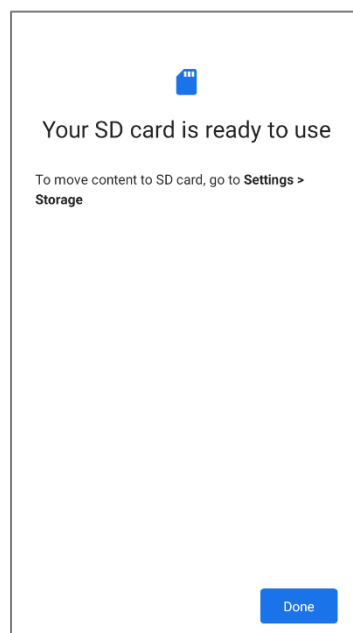 Your SD card is ready to use
To move content to SD card, go to Settings >
Storage
Done